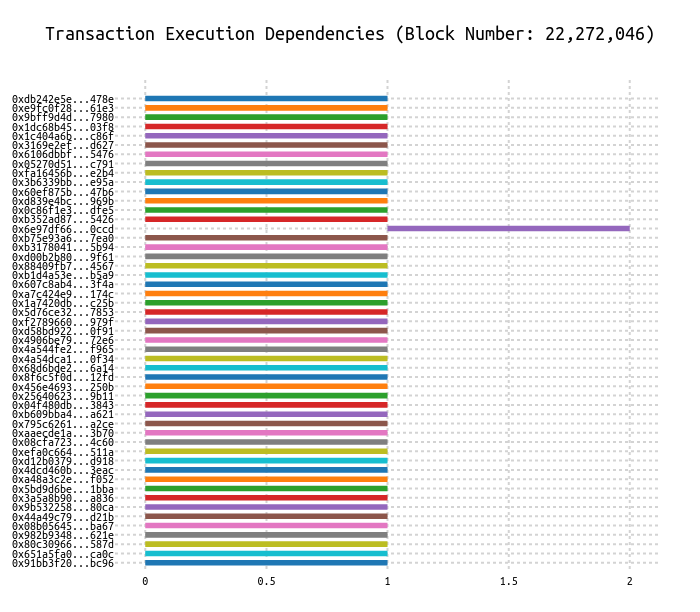 Transaction Execution Dependencies (Block Number: 22,272,046)
0xdb242e5e...478e
0xe9fc0f28...61e3
0x9bff9d4d...7980
0x1dc68b45...03f8
0x1c404a6b...c86f
0x3169e2ef...d627
0x6106dbbf...5476
0x05270d51...c791
0xfa16456b...e2b4
0x3b6339bb...e95a
0x60ef875b...47b6
0xd839e4bc...969b
0x0c86f1e3...dfe5
0xb352ad87...5426
0x6e97df66...0ccd
0xb75e93a6...7ea0
0xb3178041...5b94
0xd00b2b80...9f61
0x88409fb7...4567
0xb1d4a53e...b5a9
0x607c8ab4...3f4a
0xa7c424e9...174c
0x1a7420db...c25b
0x5d76ce32...7853
0xf2789660...979f
0xd58bd922...0f91
0x4906be79...72e6
0x4a544fe2...f965
0x4a54dca1...0f34
0x68d6bde2...6a14
0x8f6c5f0d...12fd
0x456e4693...250b
0x25640623...9b11
0x04f480db...3843
0xb609bba4...a621
0x795c6261...a2ce
0xaaecde1a...3b70
0x08cfa723...4c60
0xefa0c664...511a
0xd12b0379...d918
0x4dcd460b...3eac
0xa48a3c2e...f052
0x5bd9d6be...1bba
0x3a5a8b90...a836
0x9b532258...80ca
0x44a49c79...d21b
0x08b05645...ba67
0x982b9348...621e
0x80c30966...587d
0x651a5fa0...ca0c
0x91bb3f20...bc96
0 0.5 1 1.5 2